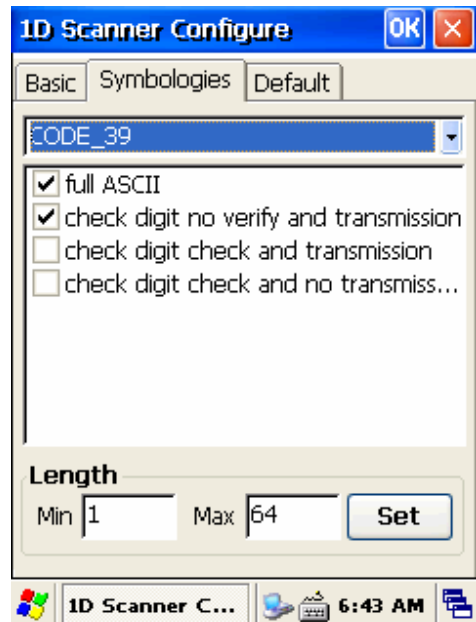 1D Scanner Configure OK
Basic Symbologies Default
CODE_39
full ASCII
check digit no verify and transmission
check digit check and transmission
check digit check and no transmiss...
Length
Min 1 Max 64 Set
1D Scanner C... 6:43 AM